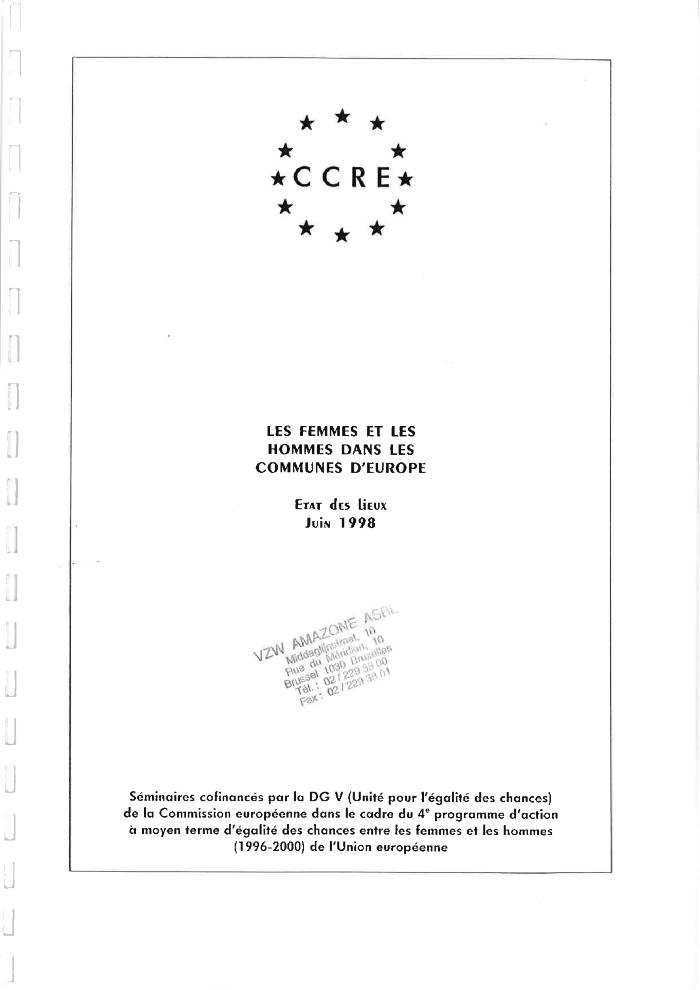 CCRE
LES FEMMES ET LES
HOMMES DANS LES
COMMUNES D'EUROPE
ETAT dES liEUX
JUIN 1998
VZW AMAZONE ASBL
Middaglijnstraat, 10
Rue du Méridien, 10
Brussel 1030 Bruxelles
Tél.: 02/229 38 00
Fax: 02/229 38 01
Séminaires cofinancés par la DG V (Unité pour l'égalité des chances)
de la Commission européenne dans le cadre du 4e programme d'action
à moyen terme d'égalité des chances entre les femmes et les hommes
(1996-2000) de l'Union européenne